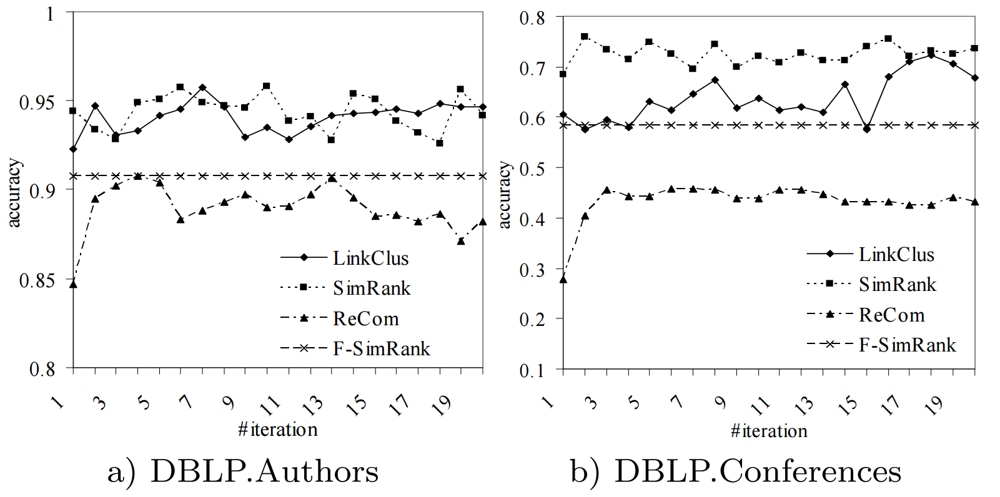 1
0.95
0.9
0.85
0.8
accuracy
LinkClus
SimRank
ReCom
F-SimRank
1 3 5 7 9 11 13 15 17 19
#iteration
a) DBLP.Authors
0.8
0.7
0.6
0.5
0.4
0.3
0.2
0.1
accuracy
LinkClus
SimRank
ReCom
F-SimRank
1 3 5 7 9 11 13 15 17 19
#iteration
b) DBLP.Conferences